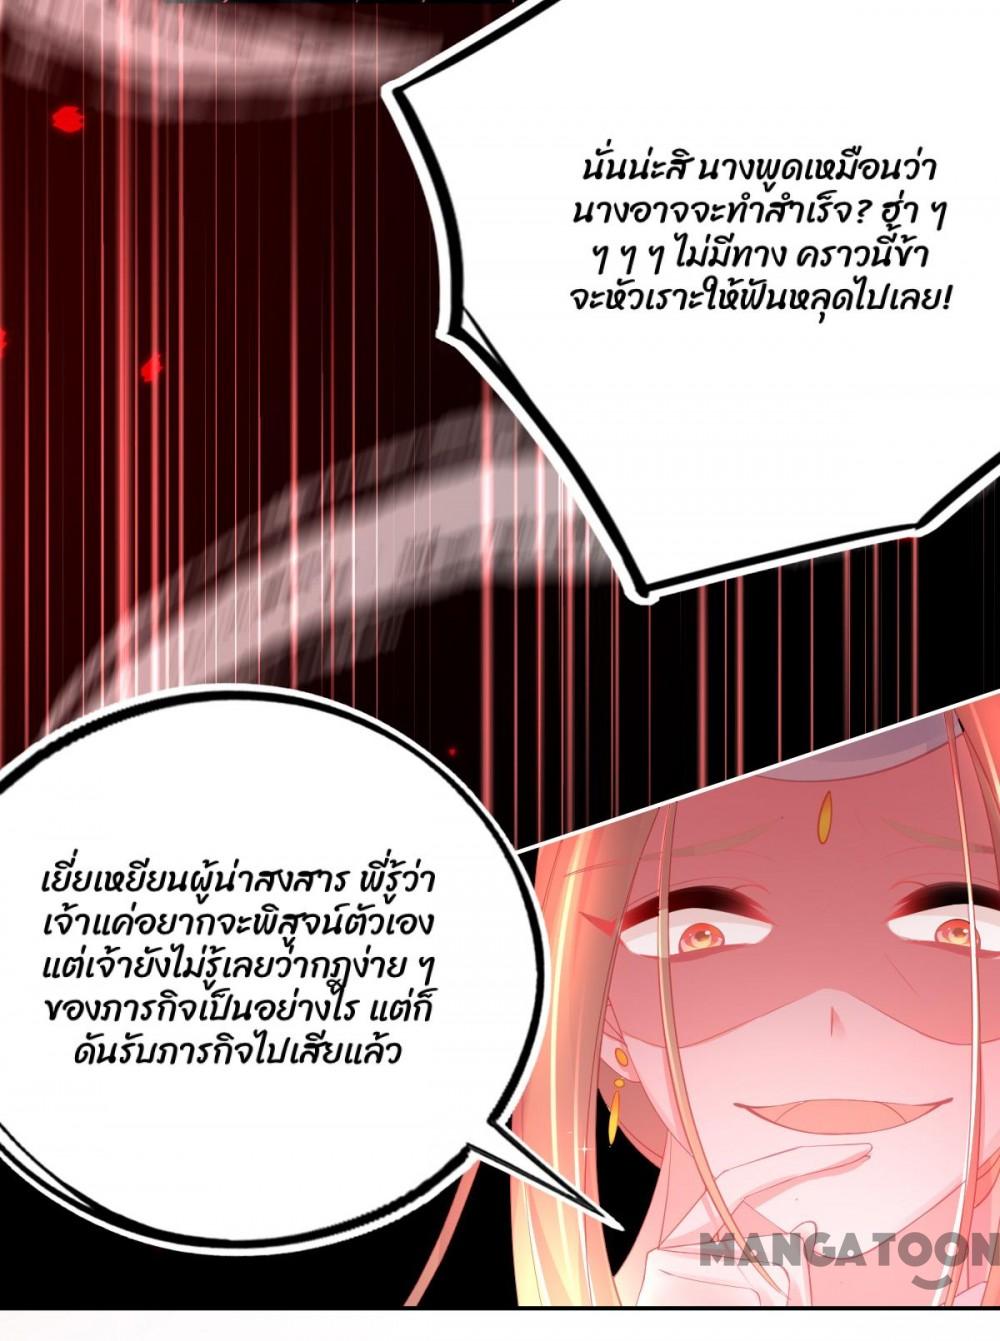 นั่นน่ะสิ นางพูดเหมือนว่า
นางอาจจะทำสำเร็จ? ฮ่า ๆ
ๆ ๆ ๆ ไม่มีทาง คราวนี้ข้า
จะหัวเราะให้ฟันหลุดไปเลย!
เยี่ยเหยียนผู้น่าสงสาร พี่รู้ว่า
เจ้าแค่อยากจะพิสูจน์ตัวเอง
แต่เจ้ายังไม่รู้เลยว่ากฎง่าย ๆ
ของภารกิจเป็นอย่างไร แต่ก็
ดันรับภารกิจไปเสียแล้ว
MANGATOON